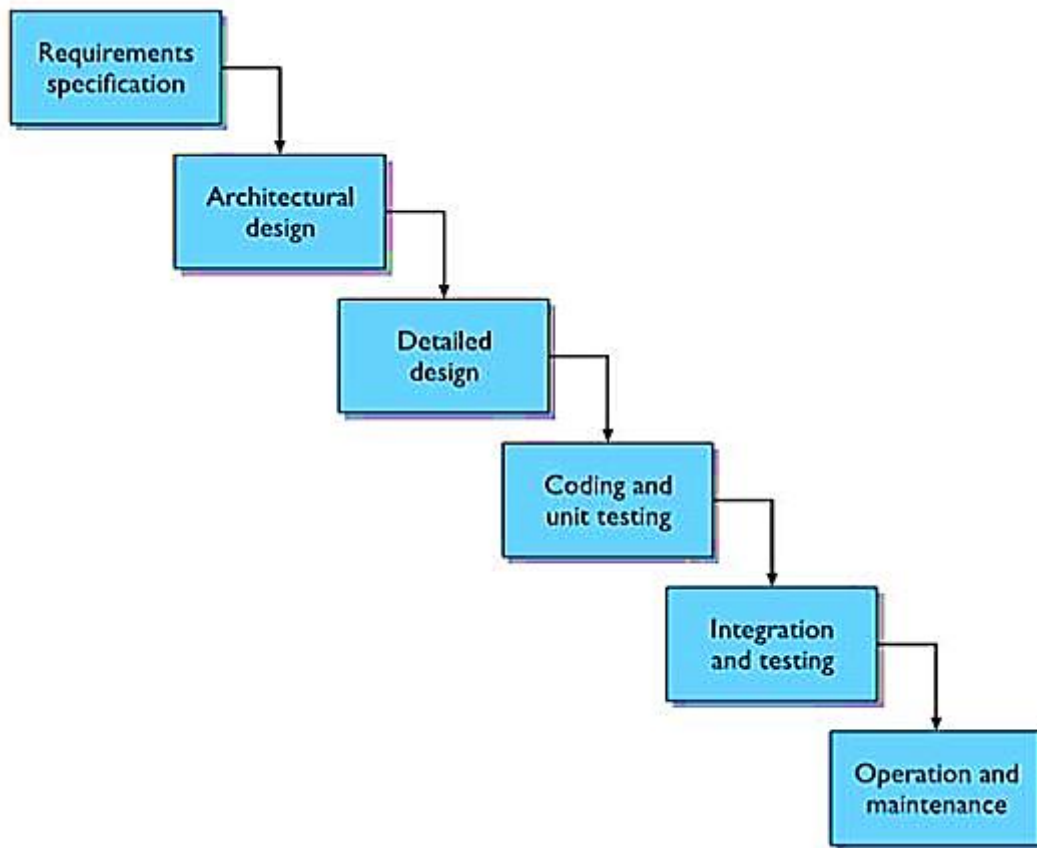 Requirements
specification
Architectural
design
Detailed
design
Coding and
unit testing
Integration
and testing
Operation and
maintenance